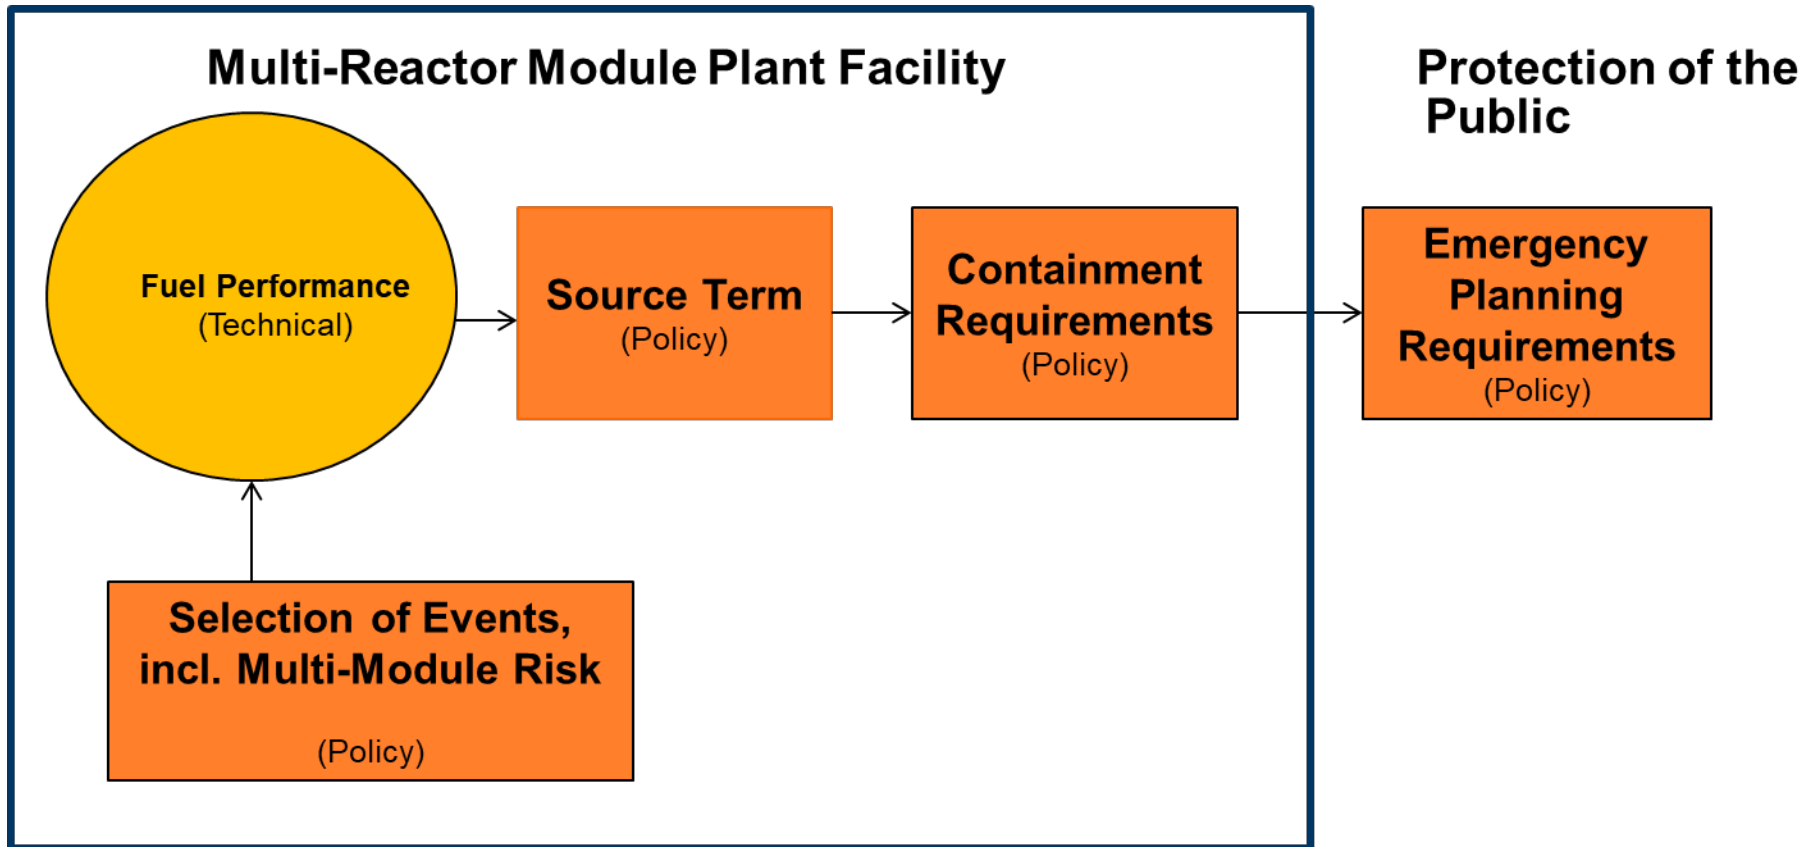 Multi-Reactor Module Plant Facility
Protection of the
Public
Fuel Performance
(Technical)
Source Term
(Policy)
Containment
Requirements
(Policy)
Emergency
Planning
Requirements
(Policy)
Selection of Events,
incl. Multi-Module Risk
(Policy)